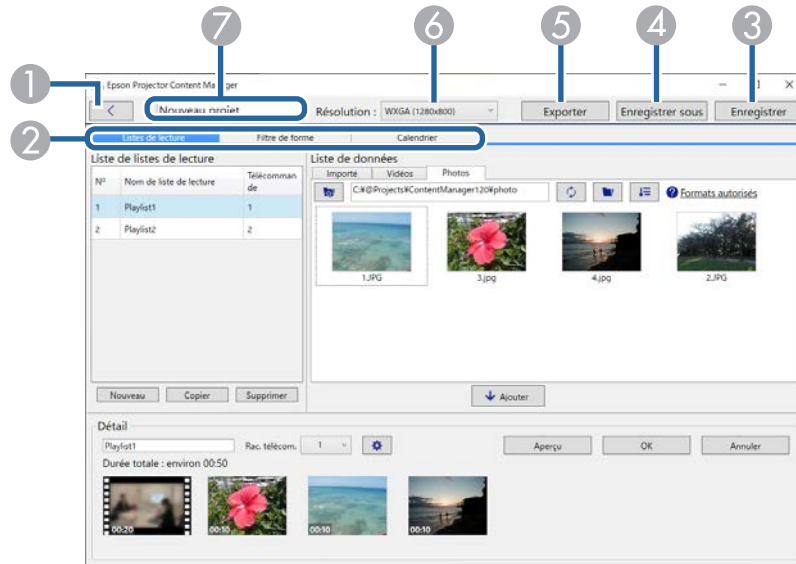 7 6 5 4 3
1 Epson Projector Content Manager
Nouveau projet Résolution : WXGA (1280x800) Exporter Enregistrer sous Enregistrer
2 Listes de lecture Filtre de forme Calendrier
Liste de listes de lecture Liste de données
Importé Vidéos Photos
N° Nom de liste de lecture Télécomman
de
C:¥@Projects¥ContentManager120¥photo Formats autorisés
1 Playlist1 1
2 Playlist2 2
1.JPG 3.jpg 4.jpg 2.JPG
Nouveau Copier Supprimer Ajouter
Détail
Playlist1 Rac. télécom. 1 Aperçu OK Annuler
Durée totale : environ 00:50
00:20 00:10 00:10 00:10